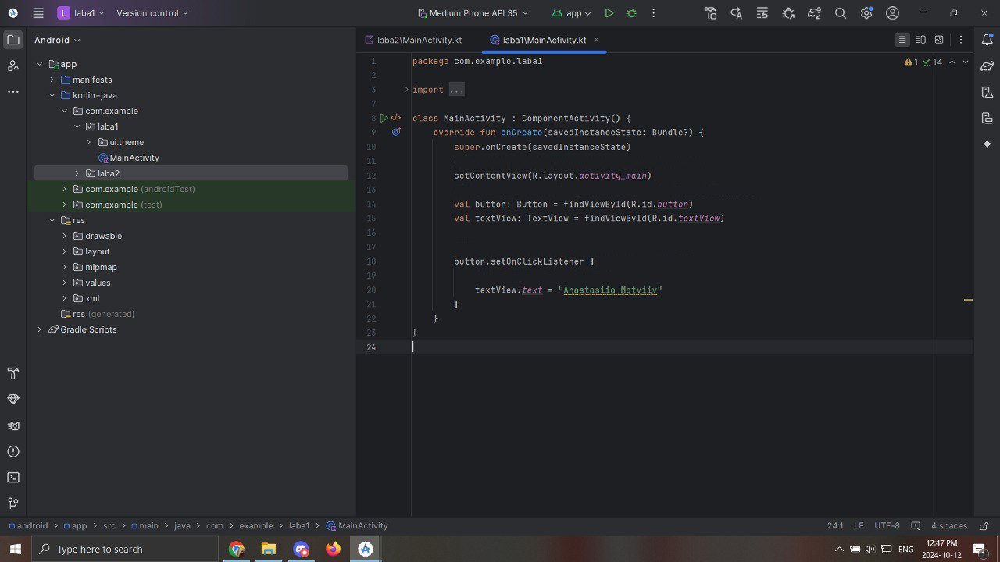 L laba1 Version control Medium Phone API 35 app
Android
laba2\MainActivity.kt laba1\MainActivity.kt
app
manifests
kotlin+java
com.example
laba1
ui.theme
MainActivity
laba2
com.example (androidTest)
com.example (test)
res
drawable
layout
mipmap
values
xml
res (generated)
Gradle Scripts
1 package com.example.laba1
1 14
2
3 import ...
7
8 class MainActivity : ComponentActivity() {
9 override fun onCreate(savedInstanceState: Bundle?) {
10 super.onCreate(savedInstanceState)
11
12 setContentView(R.layout.activity_main)
13
14 val button: Button = findViewById(R.id.button)
15 val textView: TextView = findViewById(R.id.textView)
16
17
18 button.setOnClickListener {
19
20 textView.text = "Anastasiia Matviiv"
21 }
22 }
23 }
24
android app src main java com example laba1 MainActivity 24:1 LF UTF-8 4 spaces
Type here to search ENG 12:47 PM
2024-10-12 1